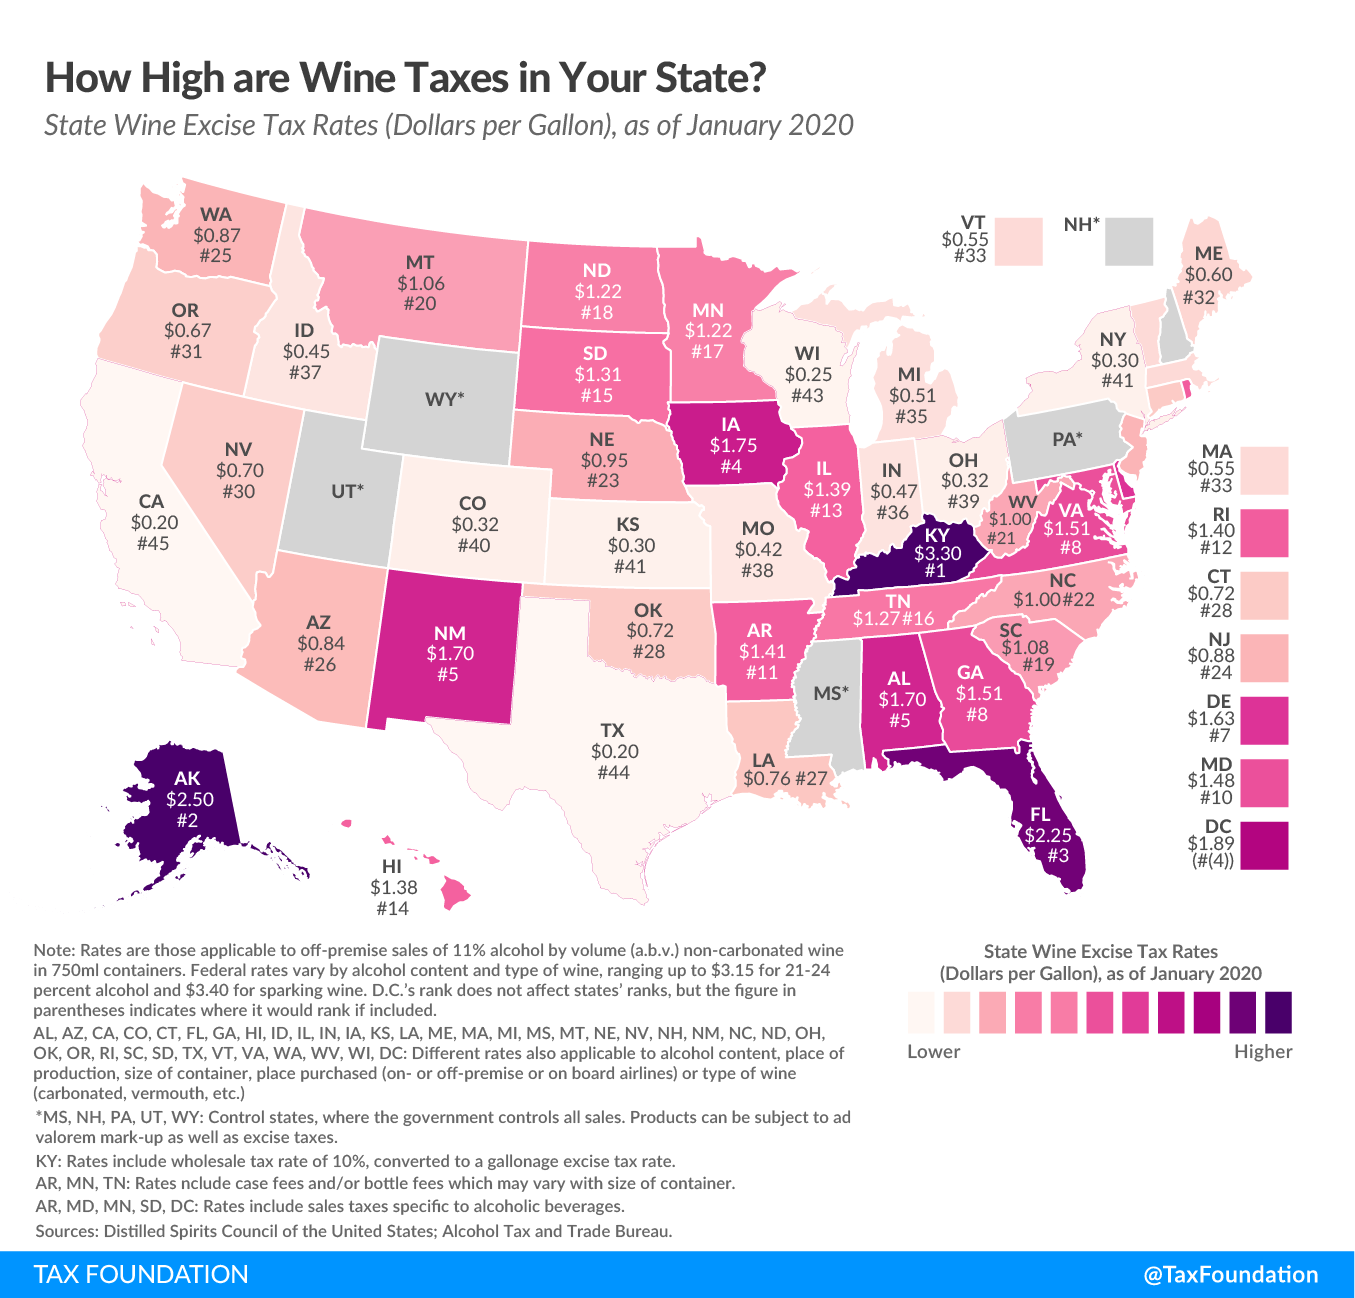 How High are Wine Taxes in Your State?
State Wine Excise Tax Rates (Dollars per Gallon), as of January 2020
WA
$0.87
#25
OR
$0.67
#31
ID
$0.45
#37
MT
$1.06
#20
ND
$1.22
#18
MN
$1.22
#17
SD
$1.31
#15
WY*
NV
$0.70
#30
UT*
CA
$0.20
#45
CO
$0.32
#40
NE
$0.95
#23
KS
$0.30
#41
IA
$1.75
#4
WI
$0.25
#43
MI
$0.51
#35
IL
$1.39
#13
IN
$0.47
#36
OH
$0.32
#39
MO
$0.42
#38
KY
$3.30
#1
WV
$1.00
#21
VA
$1.51
#8
PA*
NY
$0.30
#41
VT
$0.55
#33
NH*
ME
$0.60
#32
AZ
$0.84
#26
NM
$1.70
#5
OK
$0.72
#28
AR
$1.41
#11
TN
$1.27#16
NC
$1.00#22
SC
$1.08
#19
TX
$0.20
#44
LA
$0.76 #27
MS*
AL
$1.70
#5
GA
$1.51
#8
FL
$2.25
#3
AK
$2.50
#2
HI
$1.38
#14
MA
$0.55
#33
RI
$1.40
#12
CT
$0.72
#28
NJ
$0.88
#24
DE
$1.63
#7
MD
$1.48
#10
DC
$1.89
(#(4))
Note: Rates are those applicable to off-premise sales of 11% alcohol by volume (a.b.v.) non-carbonated wine
in 750ml containers. Federal rates vary by alcohol content and type of wine, ranging up to $3.15 for 21-24
percent alcohol and $3.40 for sparking wine. D.C.'s rank does not affect states' ranks, but the figure in
parentheses indicates where it would rank if included.
AL, AZ, CA, CO, CT, FL, GA, HI, ID, IL, IN, IA, KS, LA, ME, MA, MI, MS, MT, NE, NV, NH, NM, NC, ND, OH,
OK, OR, RI, SC, SD, TX, VT, VA, WA, WV, WI, DC: Different rates also applicable to alcohol content, place of
production, size of container, place purchased (on- or off-premise or on board airlines) or type of wine
(carbonated, vermouth, etc.)
*MS, NH, PA, UT, WY: Control states, where the government controls all sales. Products can be subject to ad
valorem mark-up as well as excise taxes.
KY: Rates include wholesale tax rate of 10%, converted to a gallonage excise tax rate.
AR, MN, TN: Rates nclude case fees and/or bottle fees which may vary with size of container.
AR, MD, MN, SD, DC: Rates include sales taxes specific to alcoholic beverages.
Sources: Distilled Spirits Council of the United States; Alcohol Tax and Trade Bureau.
State Wine Excise Tax Rates
(Dollars per Gallon), as of January 2020
Lower
Higher
TAX FOUNDATION
@TaxFoundation